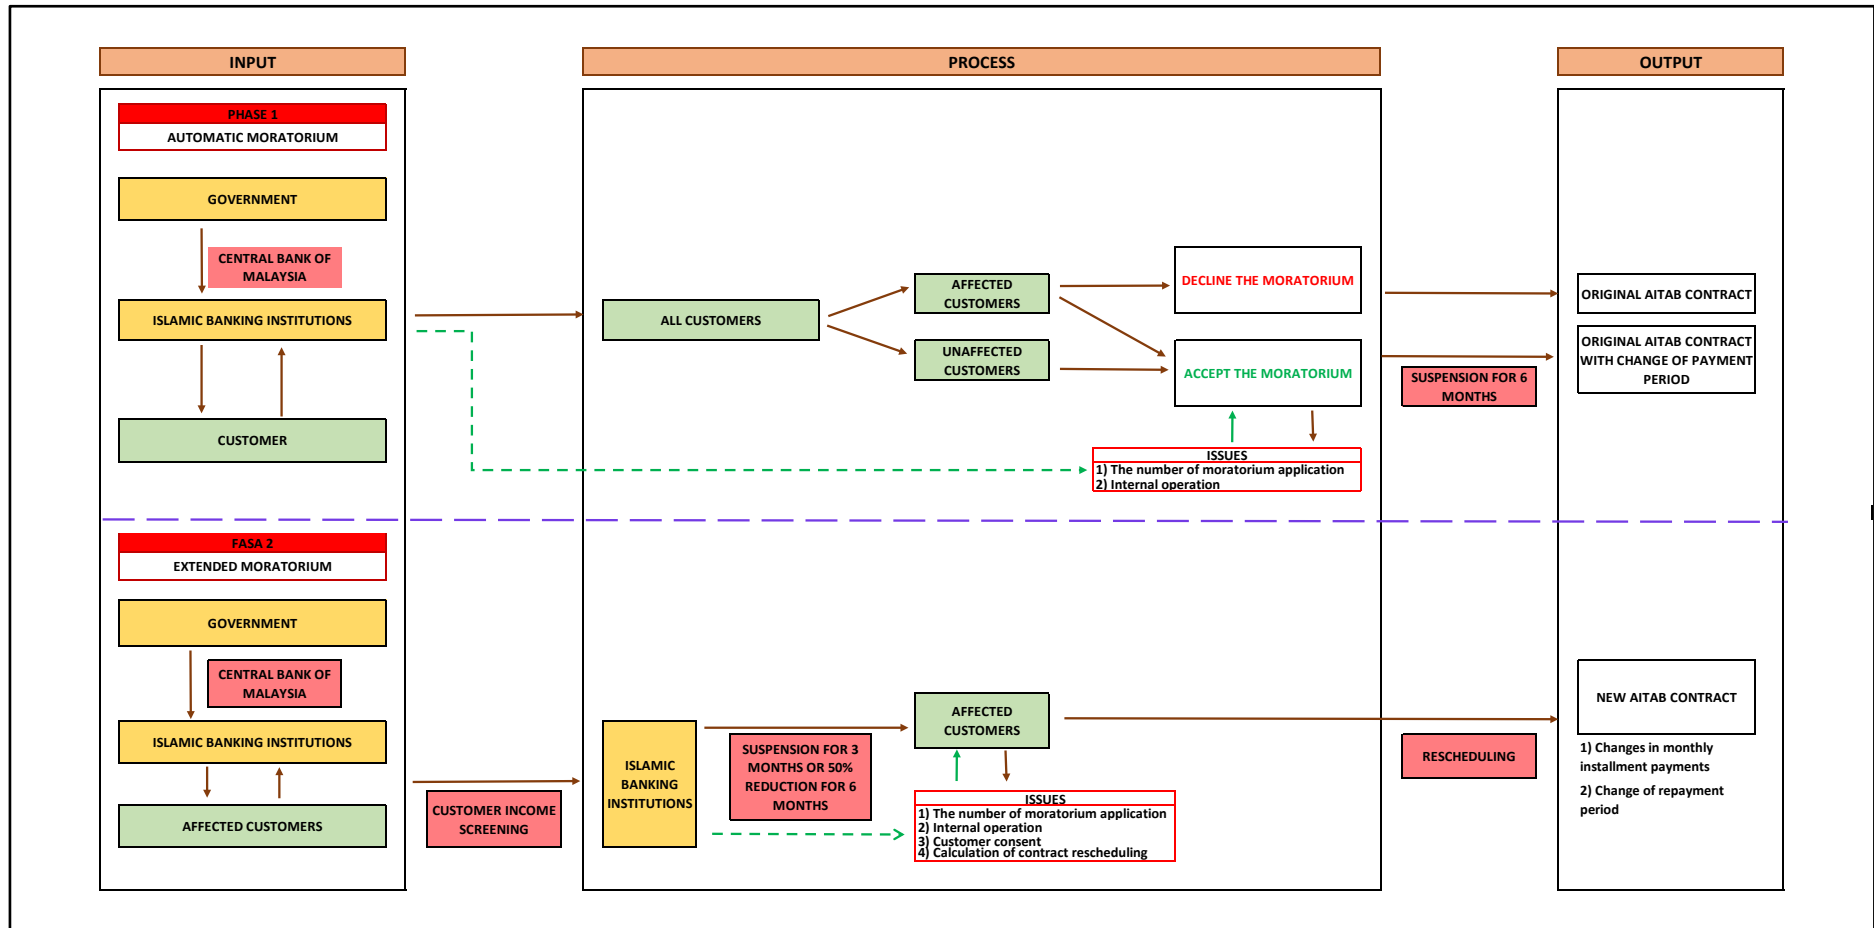 INPUT
PROCESS
OUTPUT
PHASE 1
AUTOMATIC MORATORIUM
GOVERNMENT
CENTRAL BANK OF
MALAYSIA
ISLAMIC BANKING INSTITUTIONS
CUSTOMER
ALL CUSTOMERS
AFFECTED
CUSTOMERS
UNAFFECTED
CUSTOMERS
DECLINE THE MORATORIUM
ACCEPT THE MORATORIUM
ISSUES
1) The number of moratorium application
2) Internal operation
SUSPENSION FOR 6
MONTHS
ORIGINAL AITAB CONTRACT
ORIGINAL AITAB CONTRACT
WITH CHANGE OF PAYMENT
PERIOD
FASA 2
EXTENDED MORATORIUM
GOVERNMENT
CENTRAL BANK OF
MALAYSIA
ISLAMIC BANKING INSTITUTIONS
AFFECTED CUSTOMERS
CUSTOMER INCOME
SCREENING
ISLAMIC
BANKING
INSTITUTIONS
SUSPENSION FOR 3
MONTHS OR 50%
REDUCTION FOR 6
MONTHS
AFFECTED
CUSTOMERS
ISSUES
1) The number of moratorium application
2) Internal operation
3) Customer consent
4) Calculation of contract rescheduling
RESCHEDULING
NEW AITAB CONTRACT
1) Changes in monthly
installment payments
2) Change of repayment
period